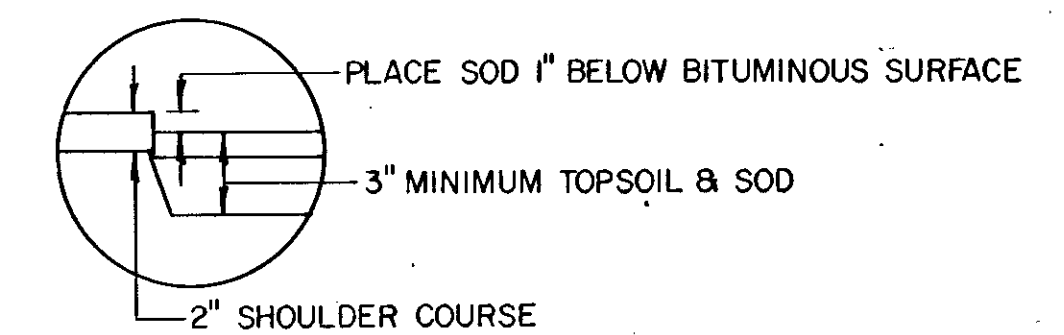 PLACE SOD 1" BELOW BITUMINOUS SURFACE
3" MINIMUM TOPSOIL & SOD
2" SHOULDER COURSE